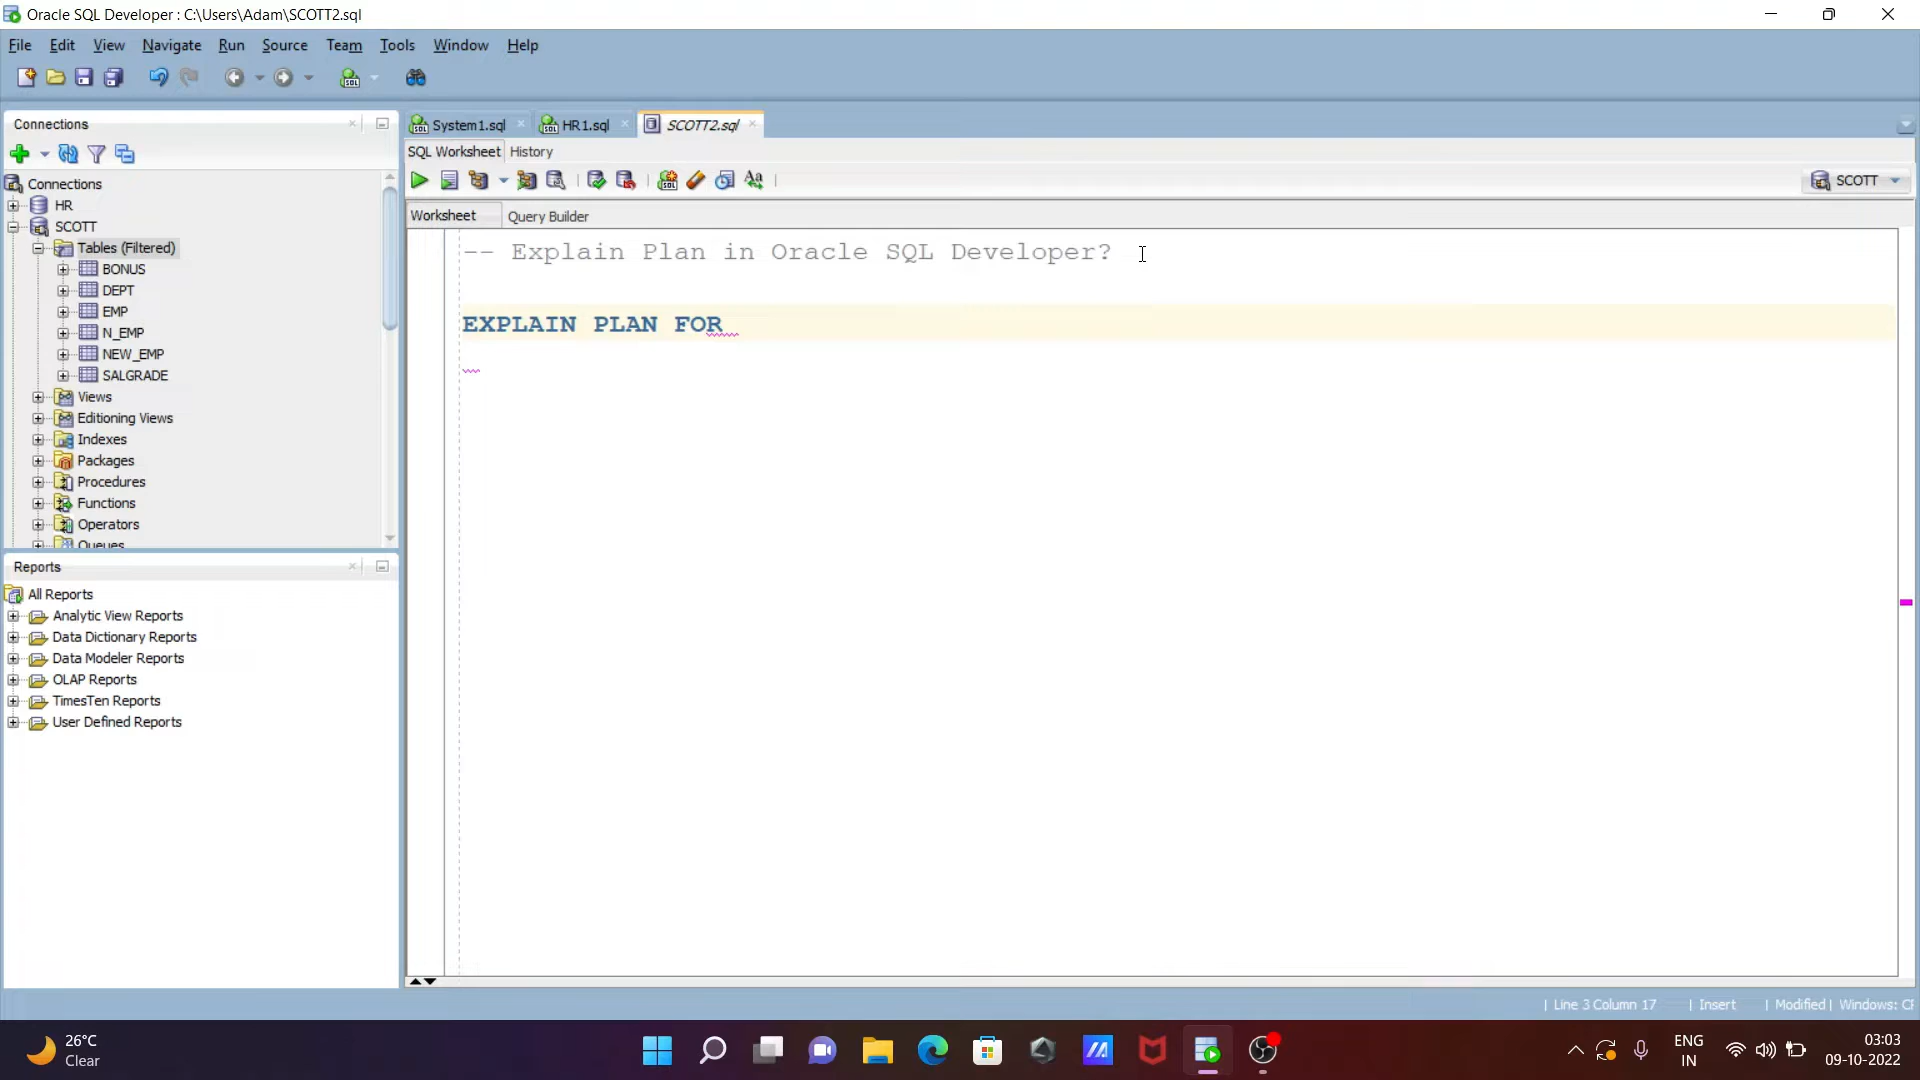 Oracle SQL Developer : C:\Users\Adam\SCOTT2.sql
File Edit View Navigate Run Source Team Tools Window Help
Connections
Connections
HR
SCOTT
Tables (Filtered)
BONUS
DEPT
EMP
N_EMP
NEW_EMP
SALGRADE
Views
Editioning Views
Indexes
Packages
Procedures
Functions
Operators
Queues
Reports
All Reports
Analytic View Reports
Data Dictionary Reports
Data Modeler Reports
OLAP Reports
TimesTen Reports
User Defined Reports
System1.sql HR1.sql SCOTT2.sql
SQL Worksheet History
SCOTT
Worksheet Query Builder
-- Explain Plan in Oracle SQL Developer?
EXPLAIN PLAN FOR
Line 3 Column 17 Insert Modified Windows: CF
26°C
Clear
ENG
IN
03:03
09-10-2022